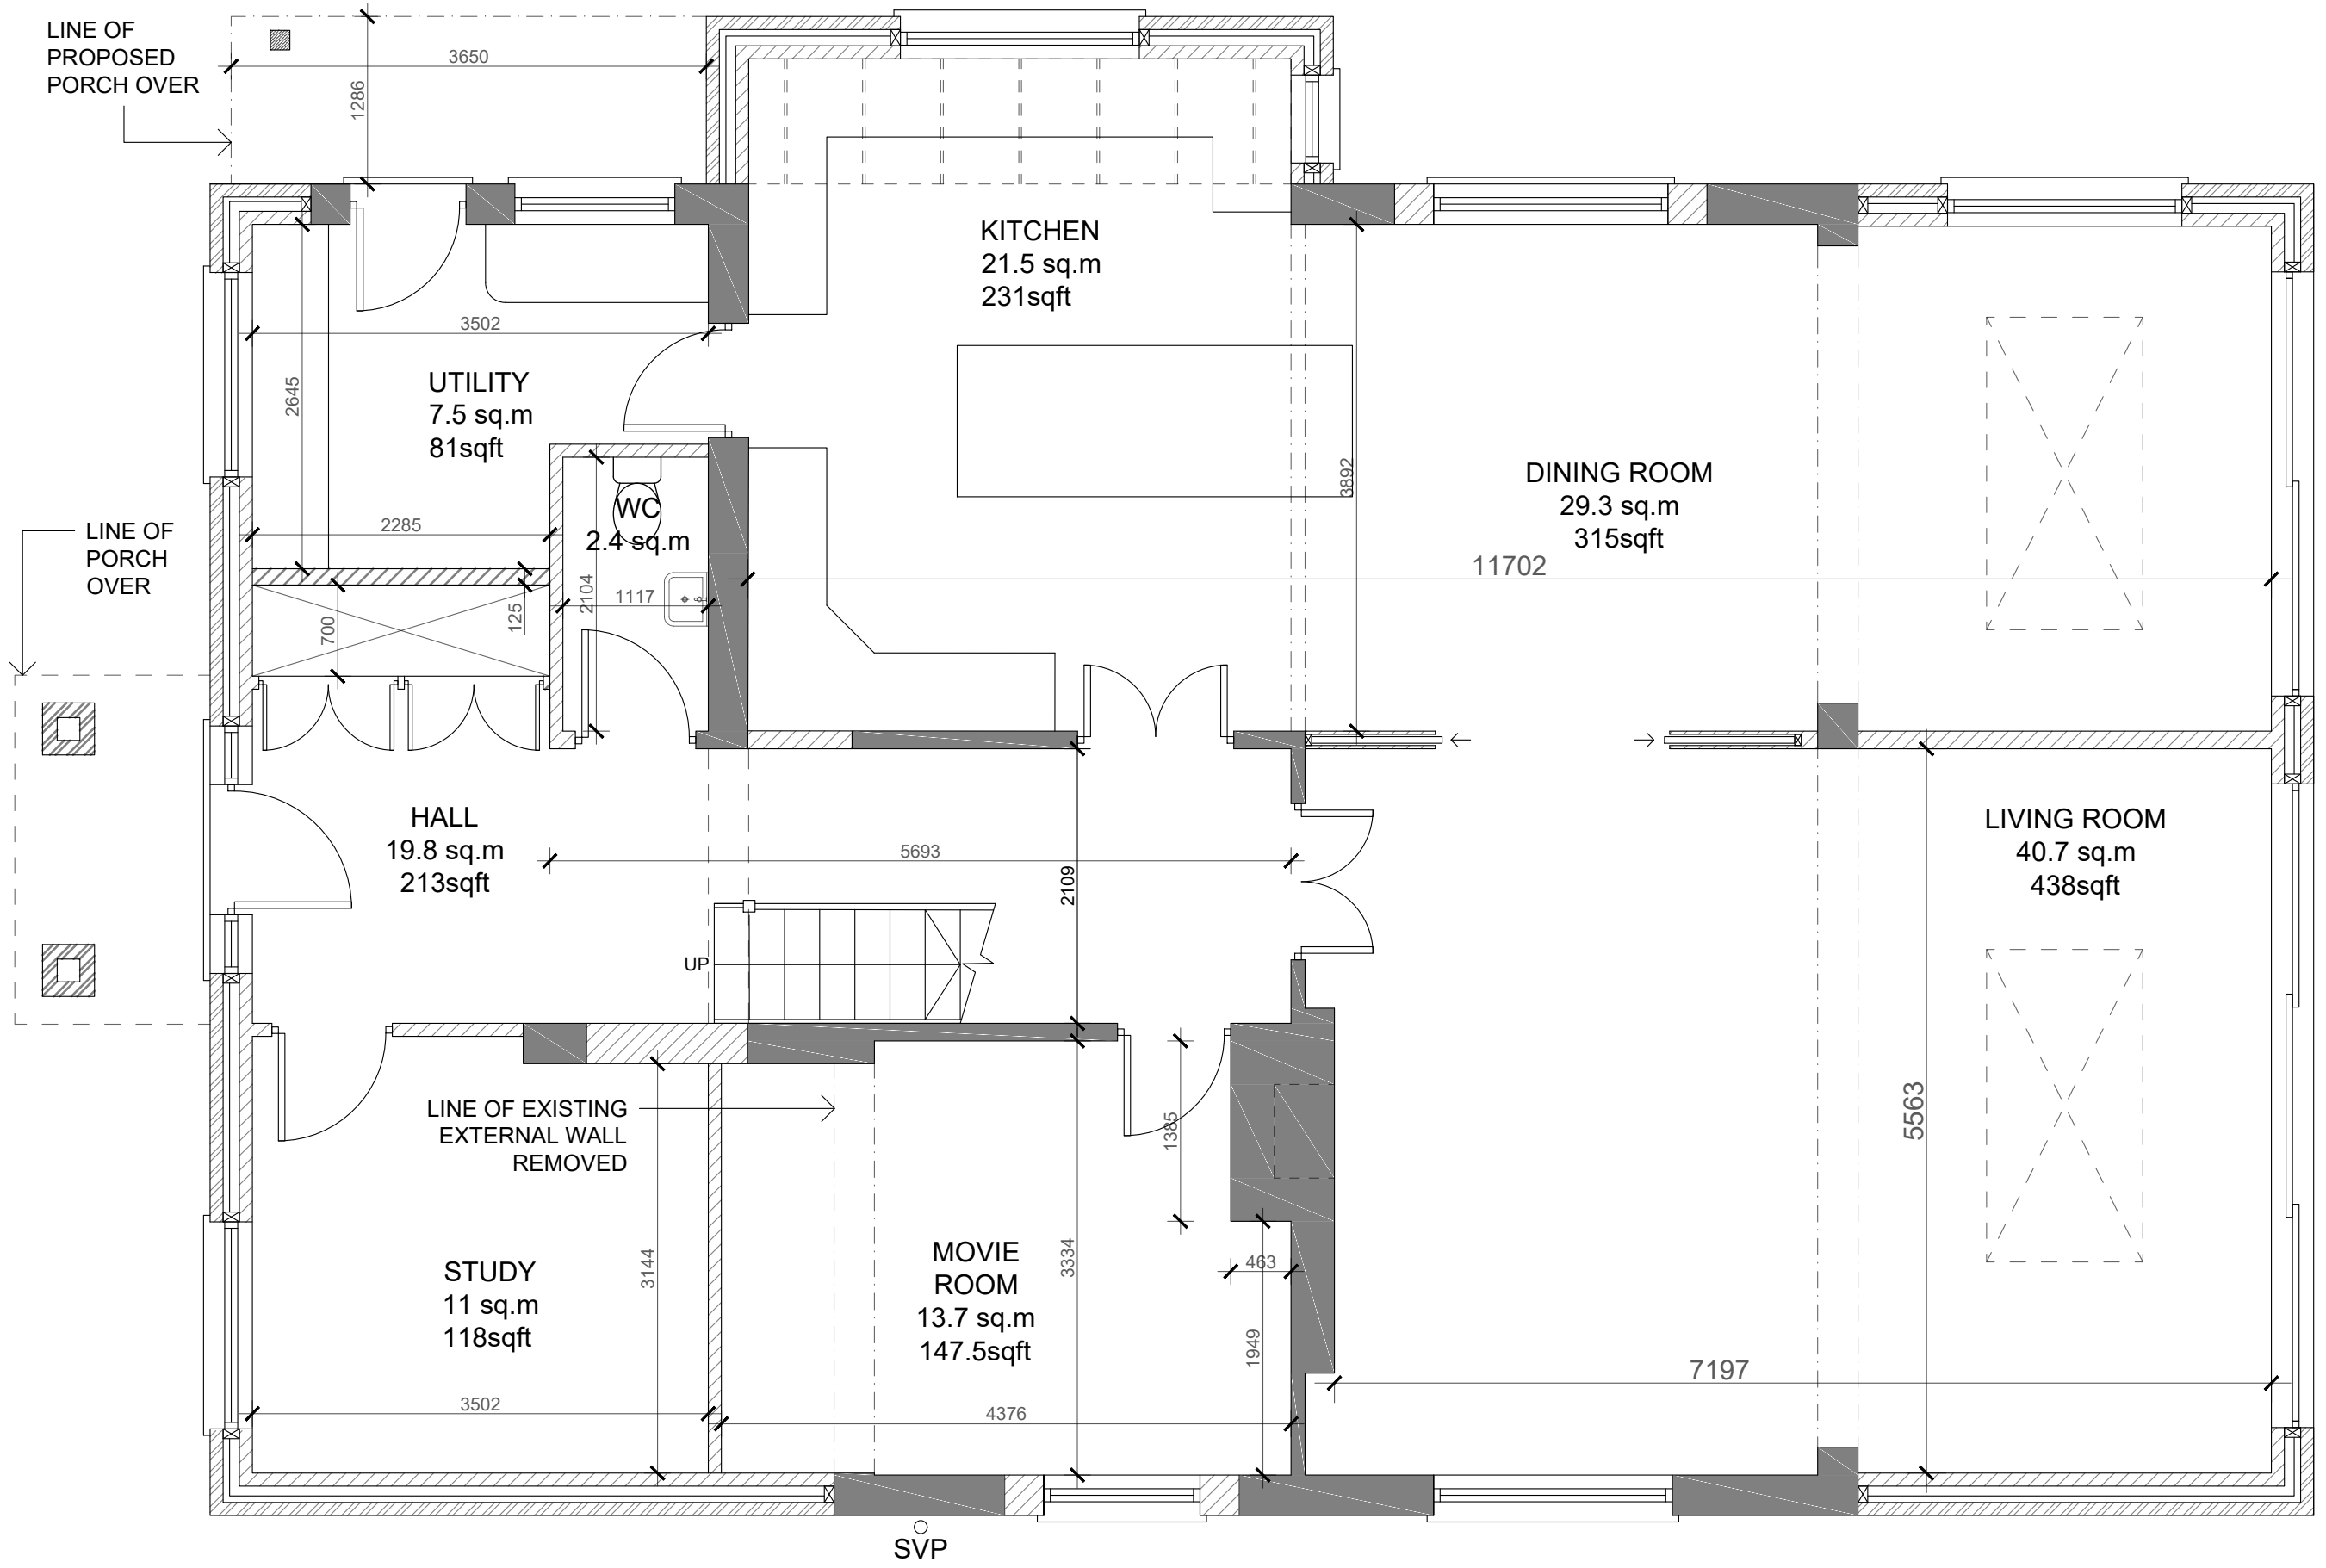 LINE OF
PROPOSED
PORCH OVER
3650
1286
KITCHEN
21.5 sq.m
231sqft
3502
UTILITY
7.5 sq.m
81sqft
2645
3892
DINING ROOM
29.3 sq.m
315sqft
LINE OF
PORCH
OVER
2285
WC
2.4 sq.m
11702
2104
1117
125
700
HALL
19.8 sq.m
213sqft
5693
2109
LIVING ROOM
40.7 sq.m
438sqft
UP
LINE OF EXISTING
EXTERNAL WALL
REMOVED
1385
5563
STUDY
11 sq.m
118sqft
3144
MOVIE
ROOM
13.7 sq.m
147.5sqft
3334
463
1949
7197
3502
4376
SVP